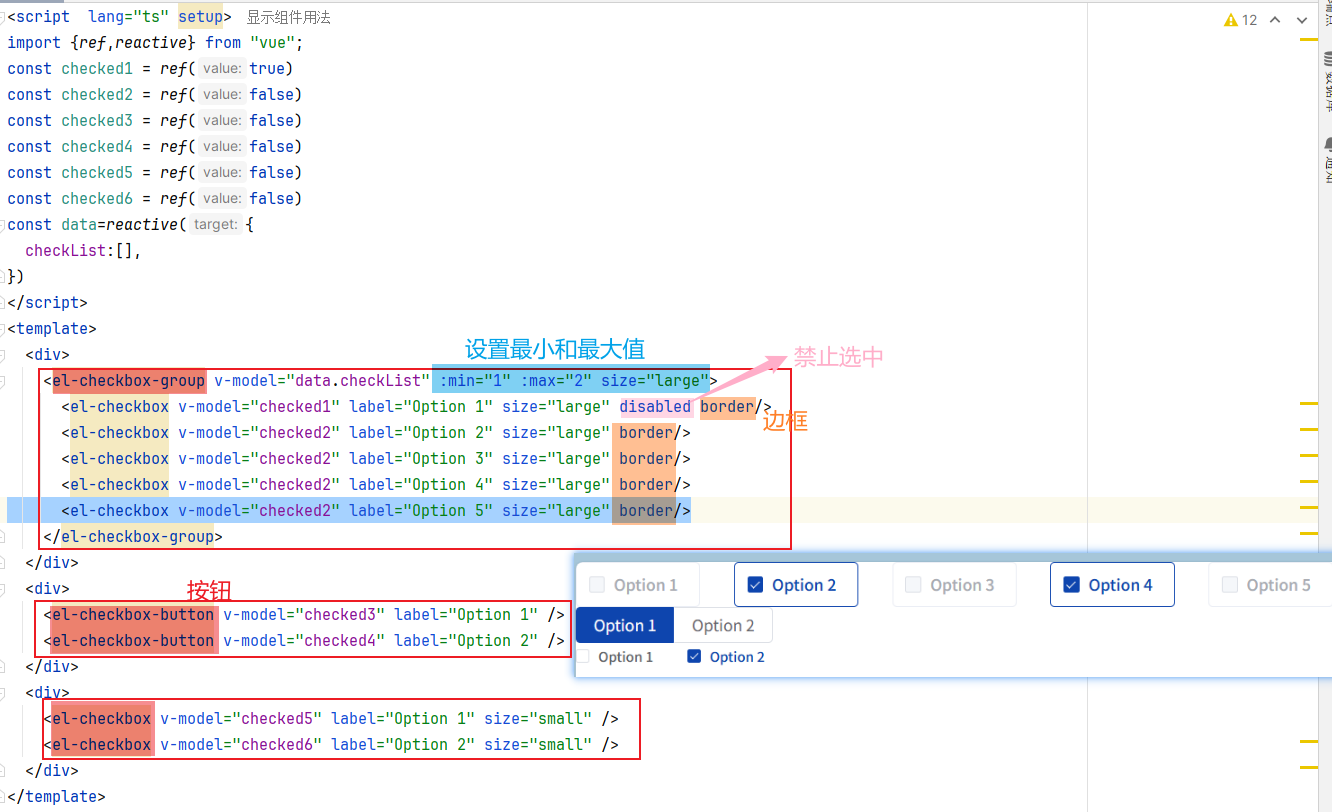 <script lang="ts" setup> 显示组件用法
12
import {ref,reactive} from "vue";
const checked1 = ref( value: true)
const checked2 = ref( value: false)
数据库
const checked3 = ref( value: false)
const checked4 = ref( value: false)
通知
const checked5 = ref( value: false)
const checked6 = ref( value: false)
const data=reactive( target: {
checkList:[],
})
</script>
<template>
设置最小和最大值
<div>
禁止选中
<el-checkbox-group v-model="data.checkList" :min="1" :max="2" size="large">
<el-checkbox v-model="checked1" label="Option 1" size="large" disabled border/>
边框
<el-checkbox v-model="checked2" label="Option 2" size="large" border/>
<el-checkbox v-model="checked2" label="Option 3" size="large" border/>
<el-checkbox v-model="checked2" label="Option 4" size="large" border/>
<el-checkbox v-model="checked2" label="Option 5" size="large" border/>
</el-checkbox-group>
</div>
<div>
按钮
Option 1 Option 2 Option 3 Option 4 Option 5
<el-checkbox-button v-model="checked3" label="Option 1" />
Option 1 Option 2
<el-checkbox-button v-model="checked4" label="Option 2" />
Option 1 Option 2
</div>
<div>
<el-checkbox v-model="checked5" label="Option 1" size="small" />
<el-checkbox v-model="checked6" label="Option 2" size="small" />
</div>
</template>